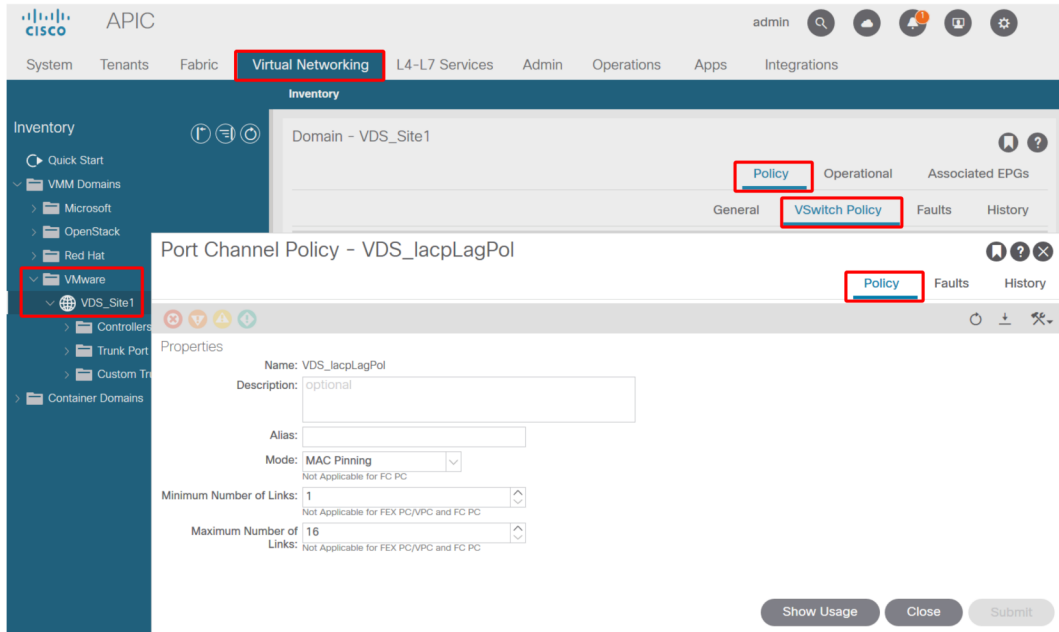 CISCO
APIC
admin
1
System Tenants Fabric Virtual Networking L4-L7 Services Admin Operations Apps Integrations
Inventory
Inventory
Domain - VDS_Site1
Quick Start
Policy Operational Associated EPGs
VMM Domains
Microsoft
General VSwitch Policy Faults History
OpenStack
Red Hat
Port Channel Policy - VDS_lacpLagPol
VMware
Policy Faults History
VDS_Site1
Controllers
Trunk Port
Custom Tr
Container Domains
Properties
Name: VDS_lacpLagPol
Description: optional
Alias:
Mode: MAC Pinning
Not Applicable for FC PC
Minimum Number of Links: 1
Not Applicable for FEX PC/VPC and FC PC
Maximum Number of Links: 16
Not Applicable for FEX PC/VPC and FC PC
Show Usage Close Submit